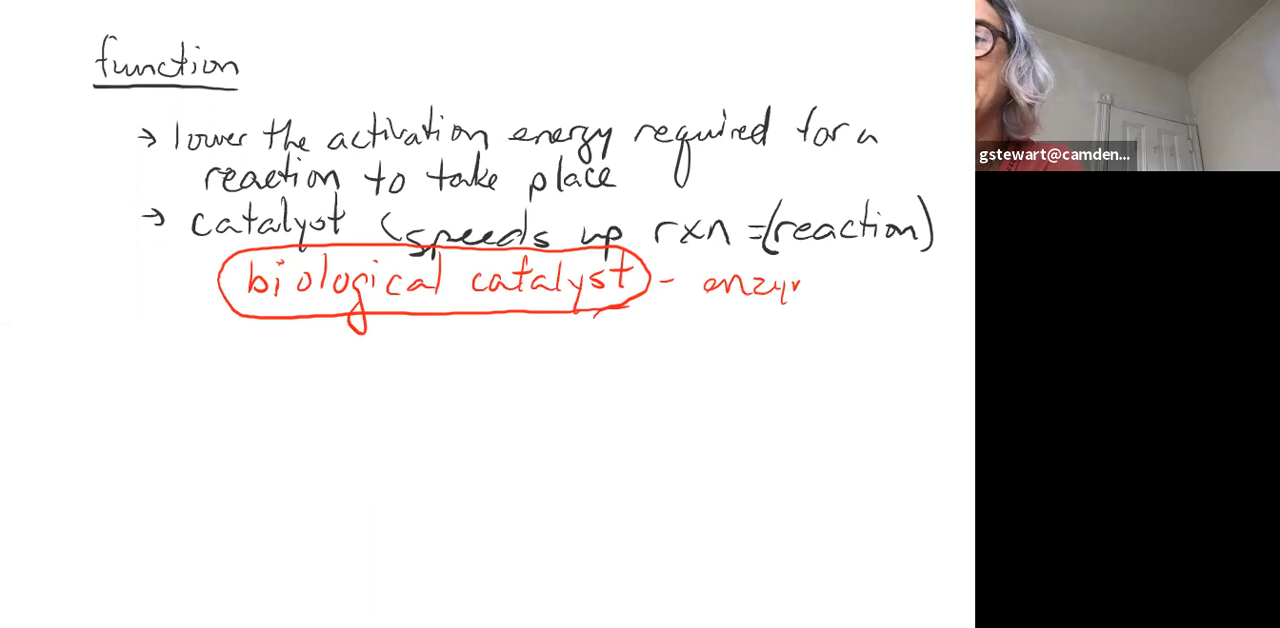 function
→ lower the activation energy required for a
reaction to take place
→ catalyst (speeds up rxn =(reaction)
biological catalyst - enzyr
gstewart@camden...